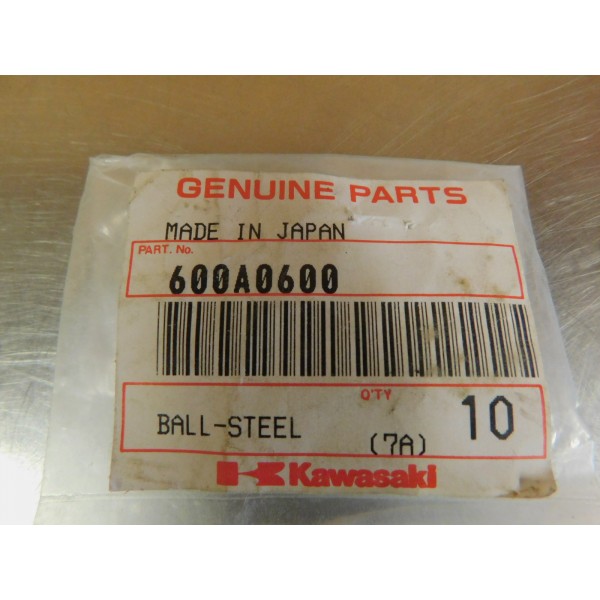 GENUINE PARTS
MADE IN JAPAN
PART. No.
600A0600
Q'TY
BALL-STEEL (7A) 10
Kawasaki